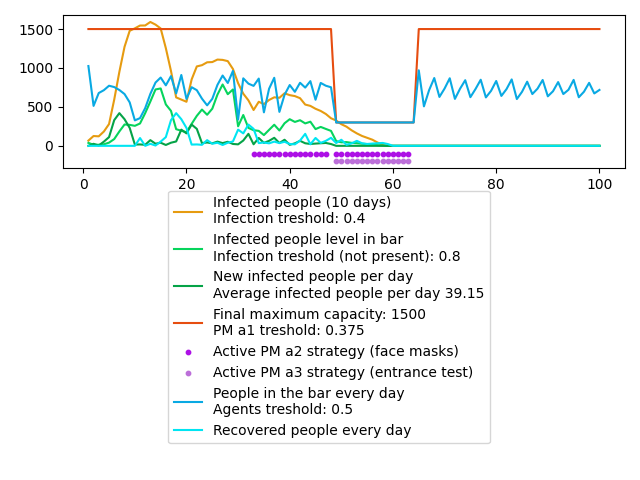 1500
1000
500
0
0
20
40
60
80
100
Infected people (10 days)
Infection treshold: 0.4
Infected people level in bar
Infection treshold (not present): 0.8
New infected people per day
Average infected people per day 39.15
Final maximum capacity: 1500
PM a1 treshold: 0.375
Active PM a2 strategy (face masks)
Active PM a3 strategy (entrance test)
People in the bar every day
Agents treshold: 0.5
Recovered people every day